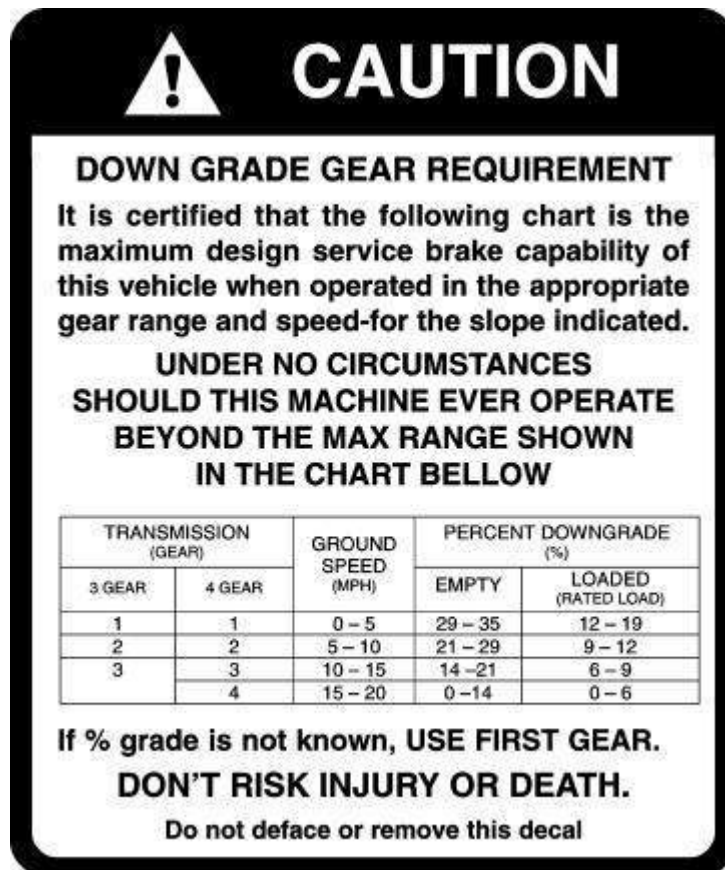 ! CAUTION
DOWN GRADE GEAR REQUIREMENT
It is certified that the following chart is the
maximum design service brake capability of
this vehicle when operated in the appropriate
gear range and speed-for the slope indicated.
UNDER NO CIRCUMSTANCES
SHOULD THIS MACHINE EVER OPERATE
BEYOND THE MAX RANGE SHOWN
IN THE CHART BELLOW
TRANSMISSION (GEAR) GROUND SPEED (MPH) PERCENT DOWNGRADE (%)
3 GEAR 4 GEAR EMPTY LOADED (RATED LOAD)
1 1 0 – 5 29 – 35 12 – 19
2 2 5 – 10 21 – 29 9 – 12
3 3 10 – 15 14 –21 6 – 9
4 15 – 20 0 –14 0 – 6
If % grade is not known, USE FIRST GEAR.
DON'T RISK INJURY OR DEATH.
Do not deface or remove this decal